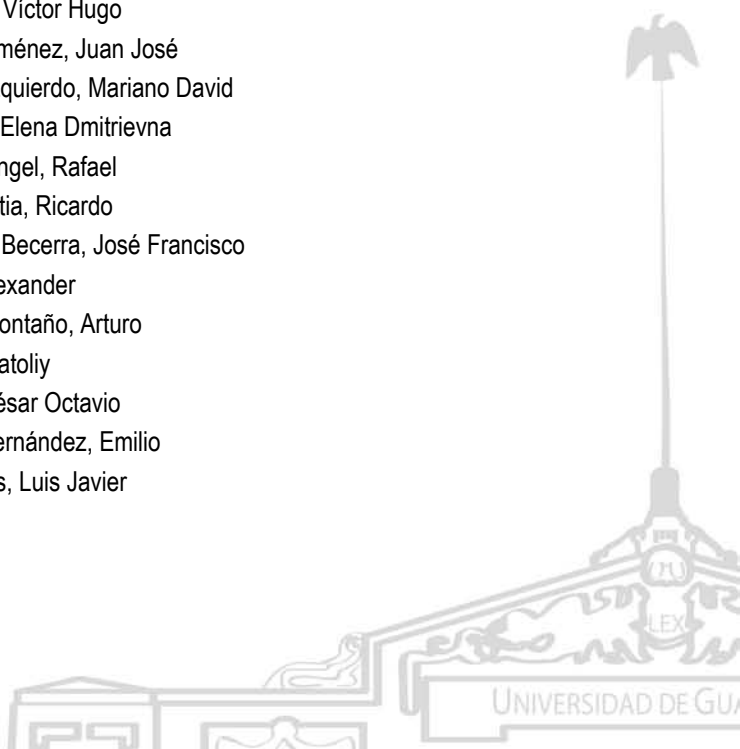 Víctor Hugo
ménez, Juan José
quierdo, Mariano David
Elena Dmitrievna
ngel, Rafael
tia, Ricardo
Becerra, José Francisco
exander
ontaño, Arturo
atoliy
ésar Octavio
ernández, Emilio
s, Luis Javier
LEX
UNIVERSIDAD DE GUA